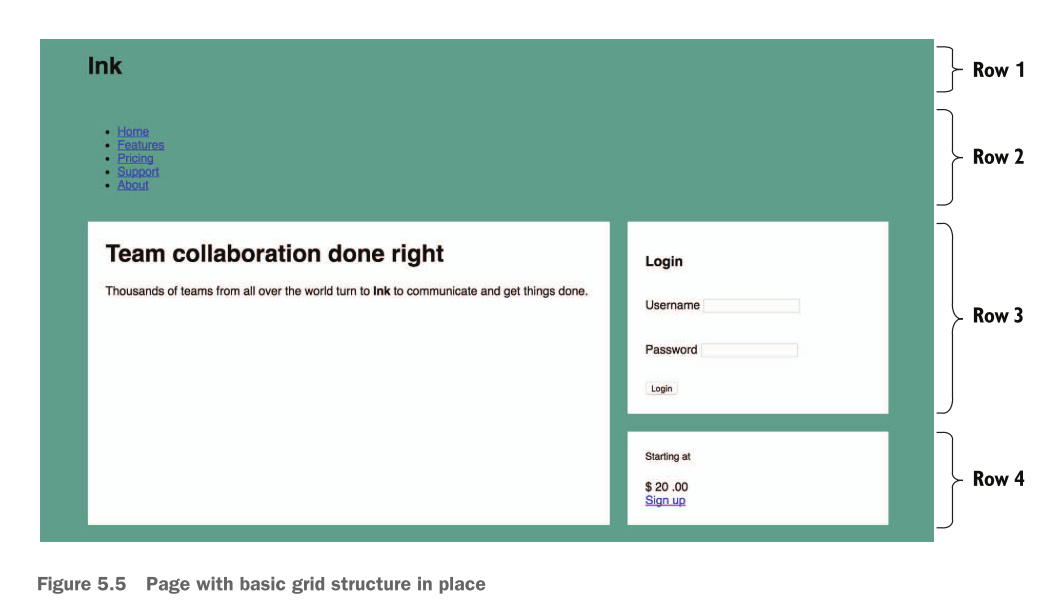 Ink
Row 1
Home
Features
Pricing
Support
About
Row 2
Team collaboration done right
Thousands of teams from all over the world turn to Ink to communicate and get things done.
Login
Username
Password
Login
Row 3
Starting at
$ 20 .00
Sign up
Row 4
Figure 5.5 Page with basic grid structure in place